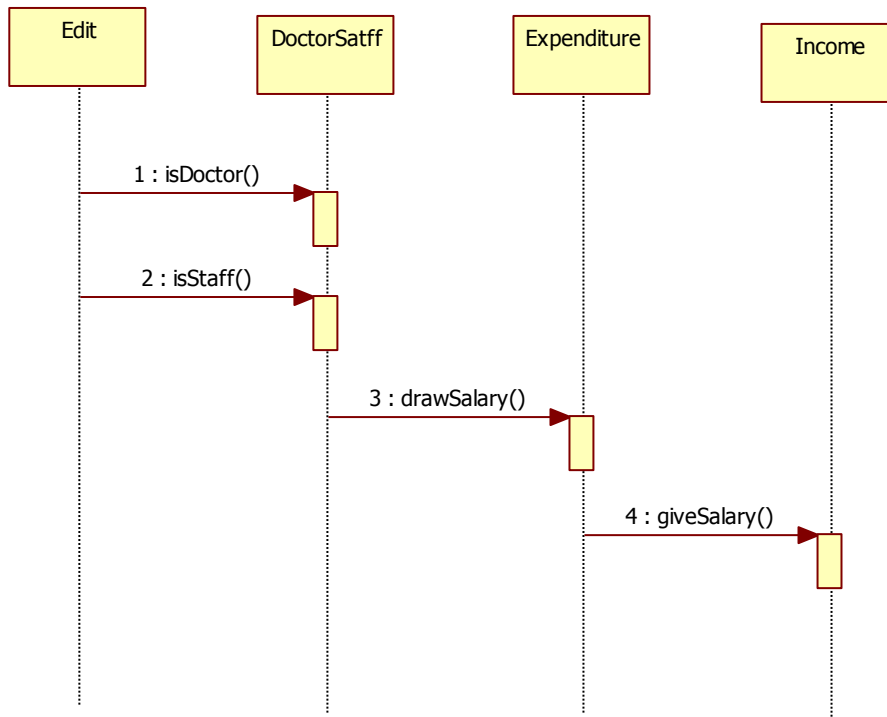 Edit
DoctorSatff
Expenditure
Income
1 : isDoctor()
2 : isStaff()
3 : drawSalary()
4 : giveSalary()